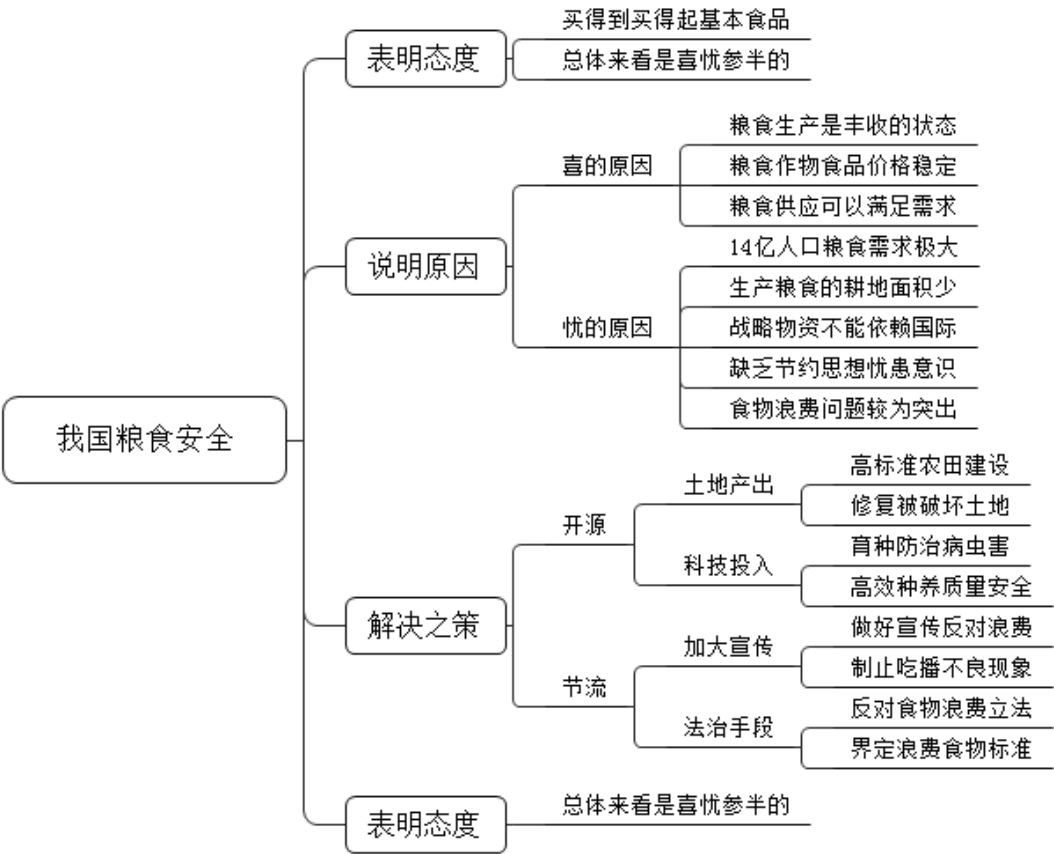 我国粮食安全
表明态度
买得到买得起基本食品
总体来看是喜忧参半的
说明原因
喜的原因
粮食生产是丰收的状态
粮食作物食品价格稳定
粮食供应可以满足需求
忧的原因
14亿人口粮食需求极大
生产粮食的耕地面积少
战略物资不能依赖国际
缺乏节约思想忧患意识
食物浪费问题较为突出
解决之策
开源
土地产出
高标准农田建设
修复被破坏土地
科技投入
育种防治病虫害
高效种养质量安全
节流
加大宣传
做好宣传反对浪费
制止吃播不良现象
法治手段
反对食物浪费立法
界定浪费食物标准
表明态度
总体来看是喜忧参半的